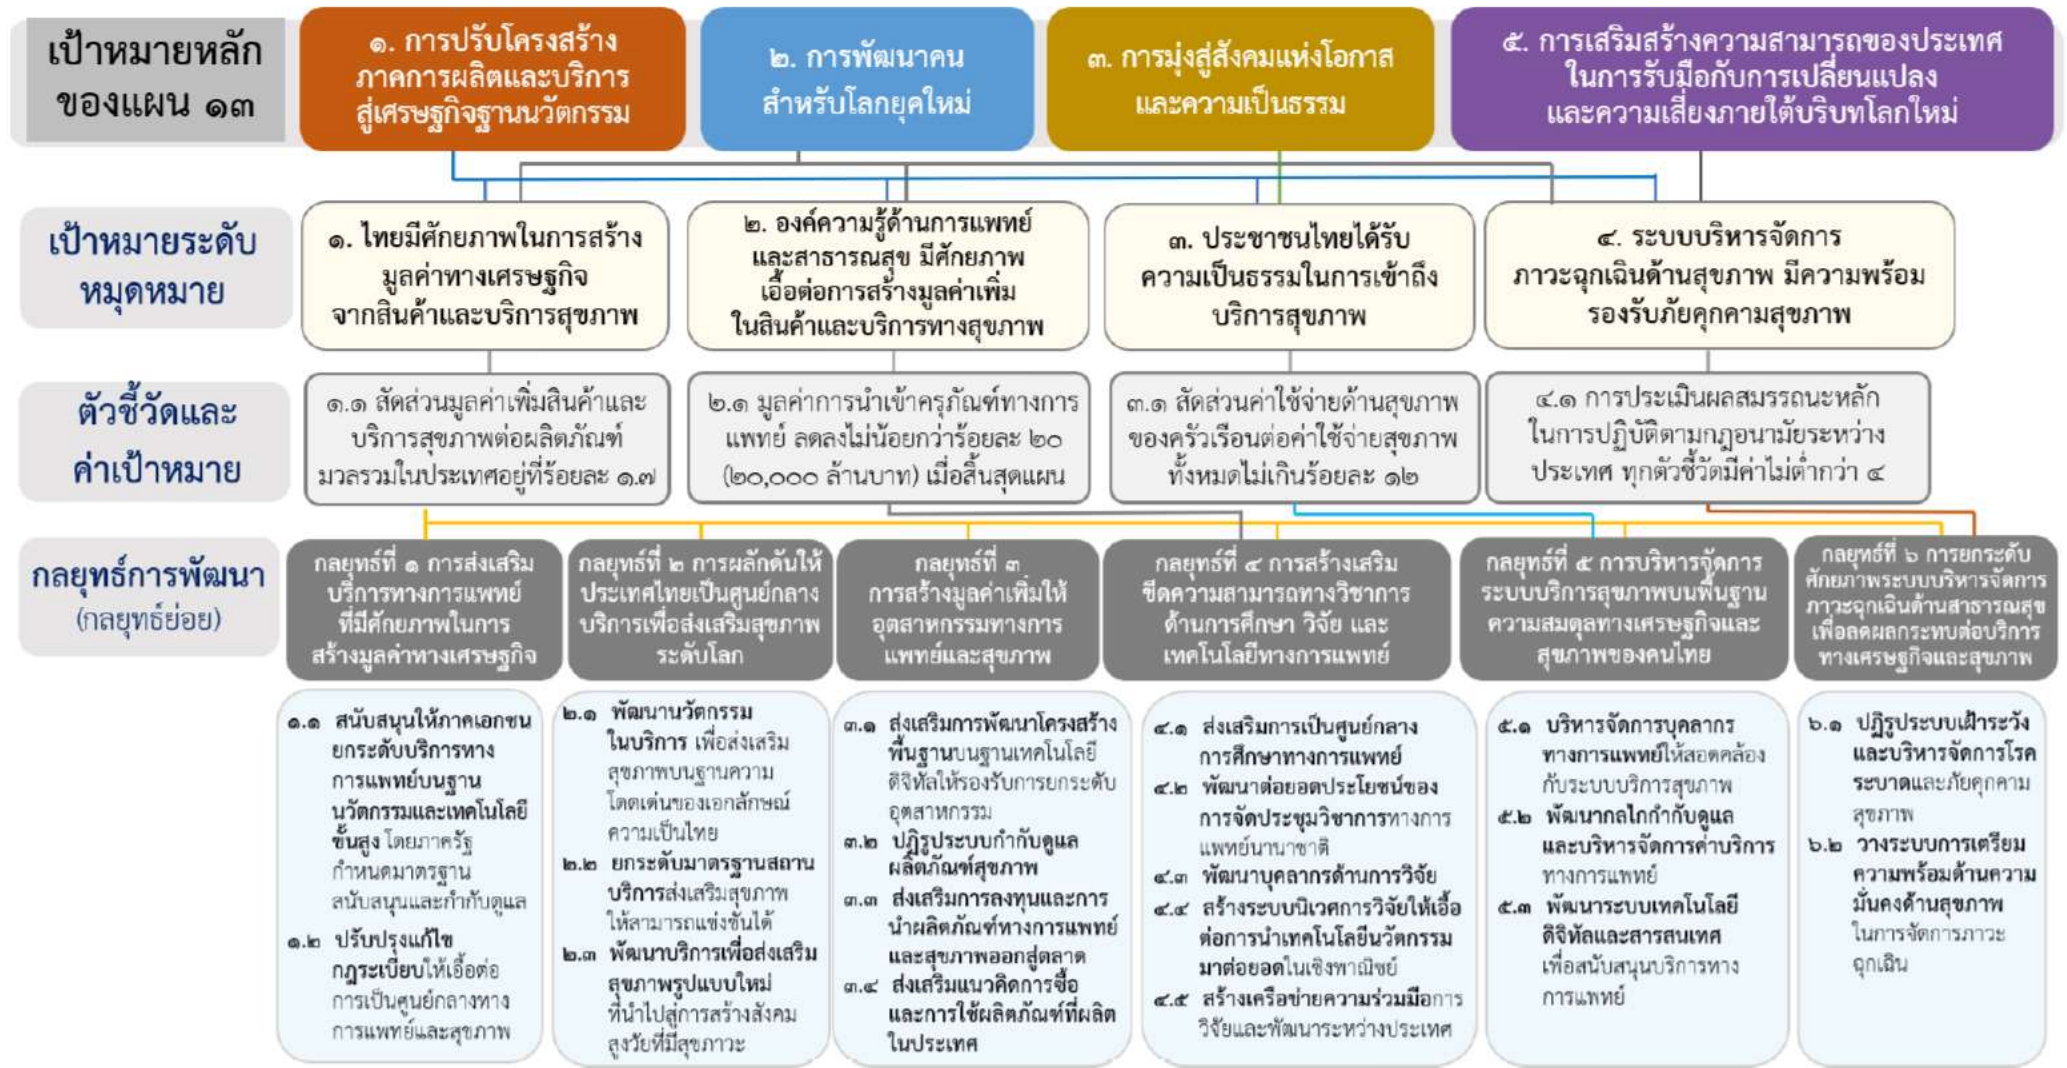 เป้าหมายหลัก
ของแผน ๑๓
๑. การปรับโครงสร้าง
ภาคการผลิตและบริการ
สู่เศรษฐกิจฐานนวัตกรรม
๒. การพัฒนาคน
สำหรับโลกยุคใหม่
๓. การมุ่งสู่สังคมแห่งโอกาส
และความเป็นธรรม
๕. การเสริมสร้างความสามารถของประเทศ
ในการรับมือกับการเปลี่ยนแปลง
และความเสี่ยงภายใต้บริบทโลกใหม่
เป้าหมายระดับ
หมุดหมาย
๑. ไทยมีศักยภาพในการสร้าง
มูลค่าทางเศรษฐกิจ
จากสินค้าและบริการสุขภาพ
๒. องค์ความรู้ด้านการแพทย์
และสาธารณสุข มีศักยภาพ
เอื้อต่อการสร้างมูลค่าเพิ่ม
ในสินค้าและบริการทางสุขภาพ
๓. ประชาชนไทยได้รับ
ความเป็นธรรมในการเข้าถึง
บริการสุขภาพ
๔. ระบบบริหารจัดการ
ภาวะฉุกเฉินด้านสุขภาพ มีความพร้อม
รองรับภัยคุกคามสุขภาพ
ตัวชี้วัดและ
ค่าเป้าหมาย
๑.๑ สัดส่วนมูลค่าเพิ่มสินค้าและ
บริการสุขภาพต่อผลิตภัณฑ์
มวลรวมในประเทศอยู่ที่ร้อยละ ๑.๗
๒.๑ มูลค่าการนำเข้าครุภัณฑ์ทางการ
แพทย์ ลดลงไม่น้อยกว่าร้อยละ ๒๐
(๒๐,๐๐๐ ล้านบาท) เมื่อสิ้นสุดแผน
๓.๑ สัดส่วนค่าใช้จ่ายด้านสุขภาพ
ของครัวเรือนต่อค่าใช้จ่ายสุขภาพ
ทั้งหมดไม่เกินร้อยละ ๑๒
๔.๑ การประเมินผลสมรรถนะหลัก
ในการปฏิบัติตามกฎอนามัยระหว่าง
ประเทศ ทุกตัวชี้วัดมีค่าไม่ต่ำกว่า ๔
กลยุทธ์การพัฒนา
(กลยุทธ์ย่อย)
กลยุทธ์ที่ ๑ การส่งเสริม
บริการทางการแพทย์
ที่มีศักยภาพในการ
สร้างมูลค่าทางเศรษฐกิจ
กลยุทธ์ที่ ๒ การผลักดันให้
ประเทศไทยเป็นศูนย์กลาง
บริการเพื่อส่งเสริมสุขภาพ
ระดับโลก
กลยุทธ์ที่ ๓
การสร้างมูลค่าเพิ่มให้
อุตสาหกรรมทางการ
แพทย์และสุขภาพ
กลยุทธ์ที่ ๔ การสร้างเสริม
ขีดความสามารถทางวิชาการ
ด้านการศึกษา วิจัย และ
เทคโนโลยีทางการแพทย์
กลยุทธ์ที่ ๕ การบริหารจัดการ
ระบบบริการสุขภาพบนพื้นฐาน
ความสมดุลทางเศรษฐกิจและ
สุขภาพของคนไทย
กลยุทธ์ที่ ๖ การยกระดับ
ศักยภาพระบบบริหารจัดการ
ภาวะฉุกเฉินด้านสาธารณสุข
เพื่อลดผลกระทบต่อบริการ
ทางเศรษฐกิจและสุขภาพ
๑.๑ สนับสนุนให้ภาคเอกชน
ยกระดับบริการทาง
การแพทย์บนฐาน
นวัตกรรมและเทคโนโลยี
ขั้นสูง โดยภาครัฐ
กำหนดมาตรฐาน
สนับสนุนและกำกับดูแล
๑.๒ ปรับปรุงแก้ไข
กฎระเบียบให้เอื้อต่อ
การเป็นศูนย์กลางทาง
การแพทย์และสุขภาพ
๒.๑ พัฒนานวัตกรรม
ในบริการ เพื่อส่งเสริม
สุขภาพบนฐานความ
โดดเด่นของเอกลักษณ์
ความเป็นไทย
๒.๒ ยกระดับมาตรฐานสถาน
บริการส่งเสริมสุขภาพ
ให้สามารถแข่งขันได้
๒.๓ พัฒนาบริการเพื่อส่งเสริม
สุขภาพรูปแบบใหม่
ที่นำไปสู่การสร้างสังคม
สูงวัยที่มีสุขภาวะ
๓.๑ ส่งเสริมการพัฒนาโครงสร้าง
พื้นฐานบนฐานเทคโนโลยี
ดิจิทัลให้รองรับการยกระดับ
อุตสาหกรรม
๓.๒ ปฏิรูประบบกำกับดูแล
ผลิตภัณฑ์สุขภาพ
๓.๓ ส่งเสริมการลงทุนและการ
นำผลิตภัณฑ์ทางการแพทย์
และสุขภาพออกสู่ตลาด
๓.๔ ส่งเสริมแนวคิดการซื้อ
และการใช้ผลิตภัณฑ์ที่ผลิต
ในประเทศ
๔.๑ ส่งเสริมการเป็นศูนย์กลาง
การศึกษาทางการแพทย์
๔.๒ พัฒนาต่อยอดประโยชน์ของ
การจัดประชุมวิชาการทางการ
แพทย์นานาชาติ
๔.๓ พัฒนาบุคลากรด้านการวิจัย
๔.๔ สร้างระบบนิเวศการวิจัยให้เอื้อ
ต่อการนำเทคโนโลยีนวัตกรรม
มาต่อยอดในเชิงพาณิชย์
๔.๕ สร้างเครือข่ายความร่วมมือการ
วิจัยและพัฒนาระหว่างประเทศ
๕.๑ บริหารจัดการบุคลากร
ทางการแพทย์ให้สอดคล้อง
กับระบบบริการสุขภาพ
๕.๒ พัฒนากลไกกำกับดูแล
และบริหารจัดการค่าบริการ
ทางการแพทย์
๕.๓ พัฒนาระบบเทคโนโลยี
ดิจิทัลและสารสนเทศ
เพื่อสนับสนุนบริการทาง
การแพทย์
๖.๑ ปฏิรูประบบเฝ้าระวัง
และบริหารจัดการโรค
ระบาดและภัยคุกคาม
สุขภาพ
๖.๒ วางระบบการเตรียม
ความพร้อมด้านความ
มั่นคงด้านสุขภาพ
ในการจัดการภาวะ
ฉุกเฉิน